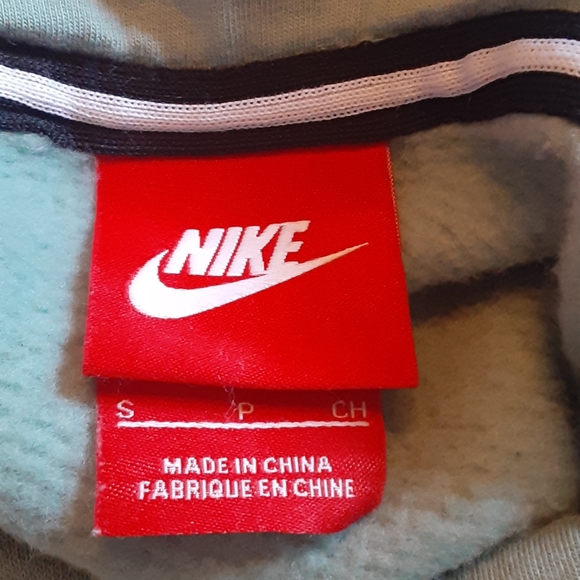 NIKE
S P CH
MADE IN CHINA
FABRIQUE EN CHINE